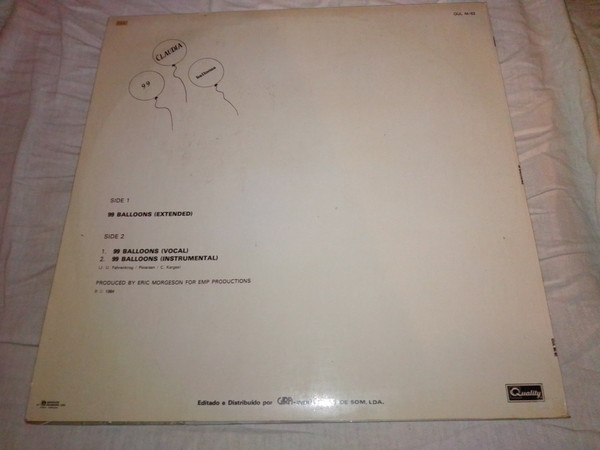 CLAUDIA
99
balloons
SIDE 1
99 BALLOONS (EXTENDED)
SIDE 2
1. 99 BALLOONS (VOCAL)
2. 99 BALLOONS (INSTRUMENTAL)
PRODUCED BY ERIC MORGESON FOR EMP PRODUCTIONS
1984
Editado e Distribuído por
DE SOM, LDA.
Quality